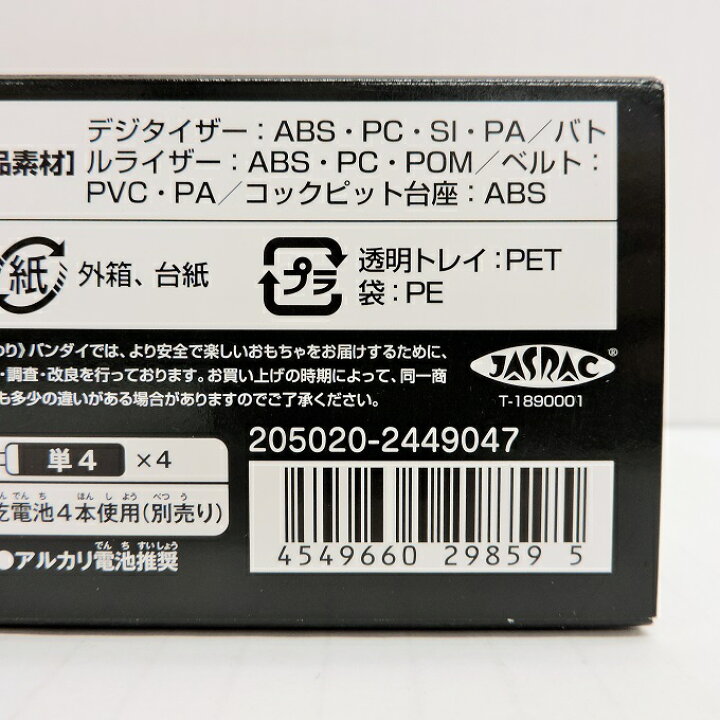 デジタイザー：ABS・PC・SI・PA／バト
品素材］ルライザー：ABS・PC・POM／ベルト：
PVC・PA／コックピット台座：ABS
紙 外箱、台紙
プラ 透明トレイ：PET
袋：PE
り》バンダイでは、より安全で楽しいおもちゃをお届けするために、
・調査・改良を行っております。お買い上げの時期によって、同一商
も多少の違いがある場合がありますのでご了承ください。
JASRAC®
T-1890001
単4 ×4
乾電池4本使用(別売り)
●アルカリ電池推奨
205020-2449047
4549660 29859 5